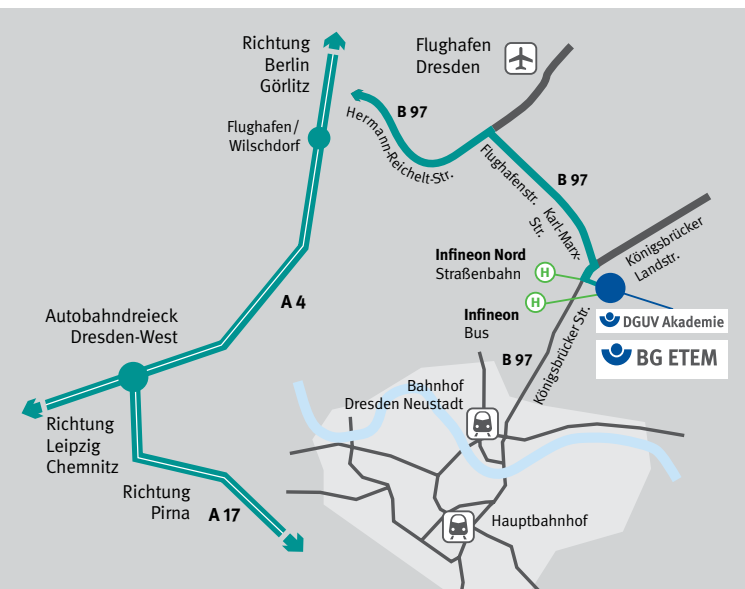 Richtung
Berlin
Görlitz
Flughafen
Dresden
Flughafen/
Wilschdorf
B 97
Hermann-Reichelt-Str.
Flughafenstr.
B 97
Karl-Marx-
Str.
Königsbrücker
Landstr.
Infineon Nord
Straßenbahn
H
Infineon
Bus
H
A 4
Autobahndreieck
Dresden-West
DGUV Akademie
BG ETEM
B 97
Königsbrücker Str.
Bahnhof
Dresden Neustadt
Richtung
Leipzig
Chemnitz
Richtung
Pirna
A 17
Hauptbahnhof